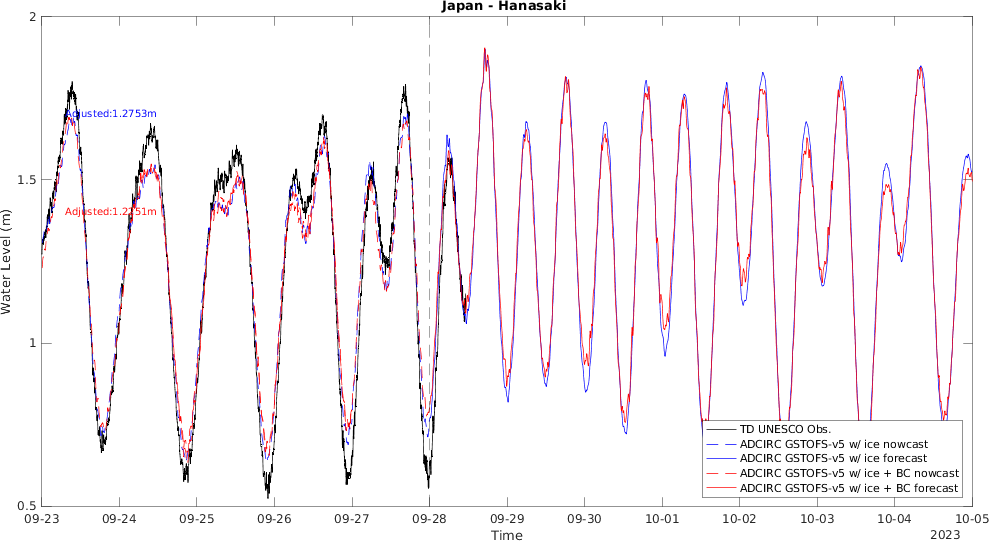 Japan - Hanasaki
2
1.5
1
0.5
Water Level (m)
Adjusted:1.2753m
Adjusted:1.2251m
TD UNESCO Obs.
ADCIRC GSTOFS-v5 w/ ice nowcast
ADCIRC GSTOFS-v5 w/ ice forecast
ADCIRC GSTOFS-v5 w/ ice + BC nowcast
ADCIRC GSTOFS-v5 w/ ice + BC forecast
09-23 09-24 09-25 09-26 09-27 09-28 09-29 09-30 10-01 10-02 10-03 10-04 10-05
Time
2023